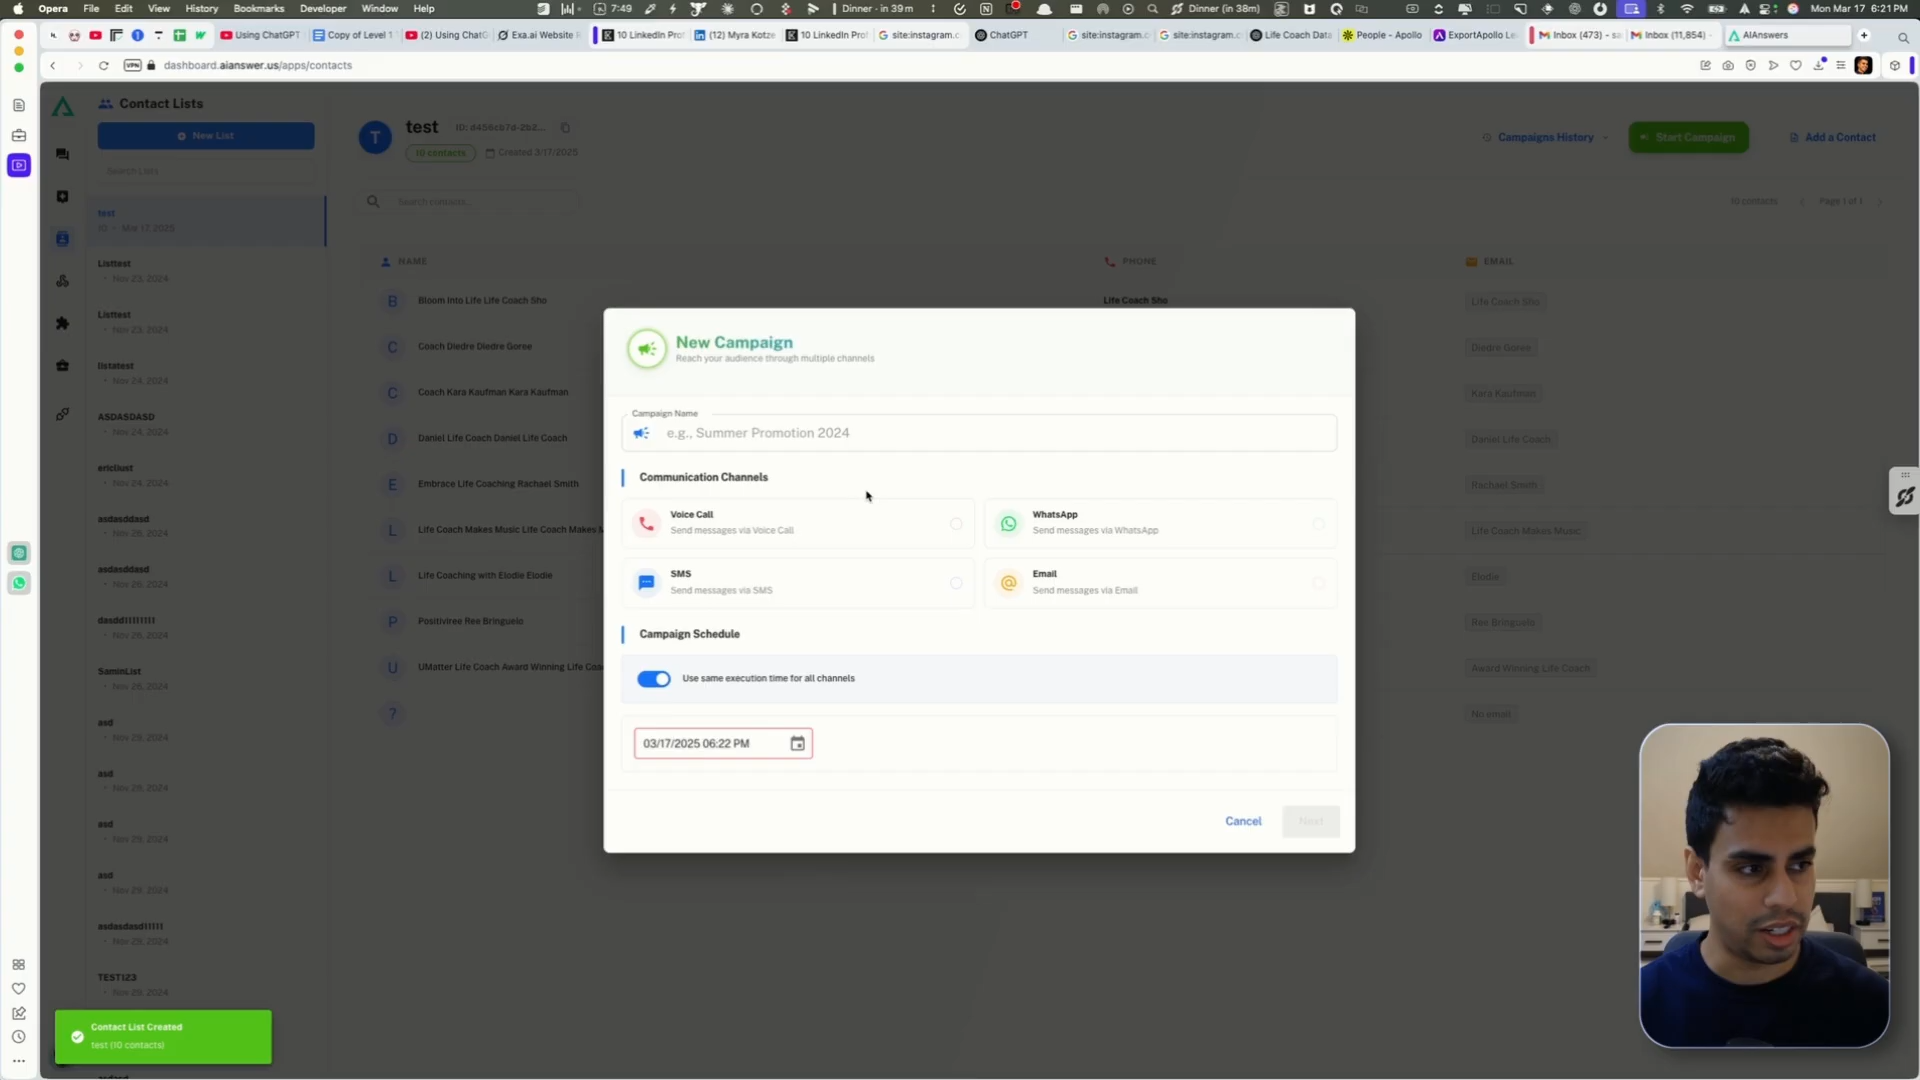 Opera File Edit View History Bookmarks Developer Window Help 7:49 Dinner · in 39 m Dinner (in 38m) Mon Mar 17 6:21 PM
Using ChatGPT Copy of Level 1 (2) Using ChatG Exa.ai Website 10 LinkedIn Prof (12) Myra Kotze 10 LinkedIn Prof site:instagram.c ChatGPT site:instagram.c site:instagram.c Life Coach Data People - Apollo ExportApollo Le Inbox (473) - sa Inbox (11,854) - AIAnswers
VPN dashboard.aianswer.us/apps/contacts
Contact Lists
New List
Search Lists
test
10 · Mar 17, 2025
Listtest
· Nov 23, 2024
Listtest
· Nov 23, 2024
listatest
· Nov 24, 2024
ASDASDASD
· Nov 24, 2024
ericliust
· Nov 24, 2024
asdasddasd
· Nov 26, 2024
asdasddasd
· Nov 26, 2024
dasdd11111111
· Nov 26, 2024
SaminList
· Nov 26, 2024
asd
· Nov 29, 2024
asd
· Nov 28, 2024
asd
· Nov 29, 2024
asd
· Nov 29, 2024
asdasdasd11111
· Nov 29, 2024
TEST123
· Nov 29, 2024
T
test ID: d456cb7d-2b2...
10 contacts Created 3/17/2025
Campaigns History Start Campaign Add a Contact
Search contacts...
10 contacts Page 1 of 1
NAME PHONE EMAIL
B Bloom Into Life Life Coach Sho Life Coach Sho Life Coach Sho
C Coach Diedre Diedre Goree Diedre Goree
C Coach Kara Kaufman Kara Kaufman Kara Kaufman
D Daniel Life Coach Daniel Life Coach Daniel Life Coach
E Embrace Life Coaching Rachael Smith Rachael Smith
L Life Coach Makes Music Life Coach Makes M Life Coach Makes Music
L Life Coaching with Elodie Elodie Elodie
P Positiviree Ree Bringuelo Ree Bringuelo
U UMatter Life Coach Award Winning Life Coa Award Winning Life Coach
? No email
New Campaign
Reach your audience through multiple channels
Campaign Name
e.g., Summer Promotion 2024
Communication Channels
Voice Call
Send messages via Voice Call
WhatsApp
Send messages via WhatsApp
SMS
Send messages via SMS
Email
Send messages via Email
Campaign Schedule
Use same execution time for all channels
03/17/2025 06:22 PM
Cancel Next
Contact List Created
test (10 contacts)